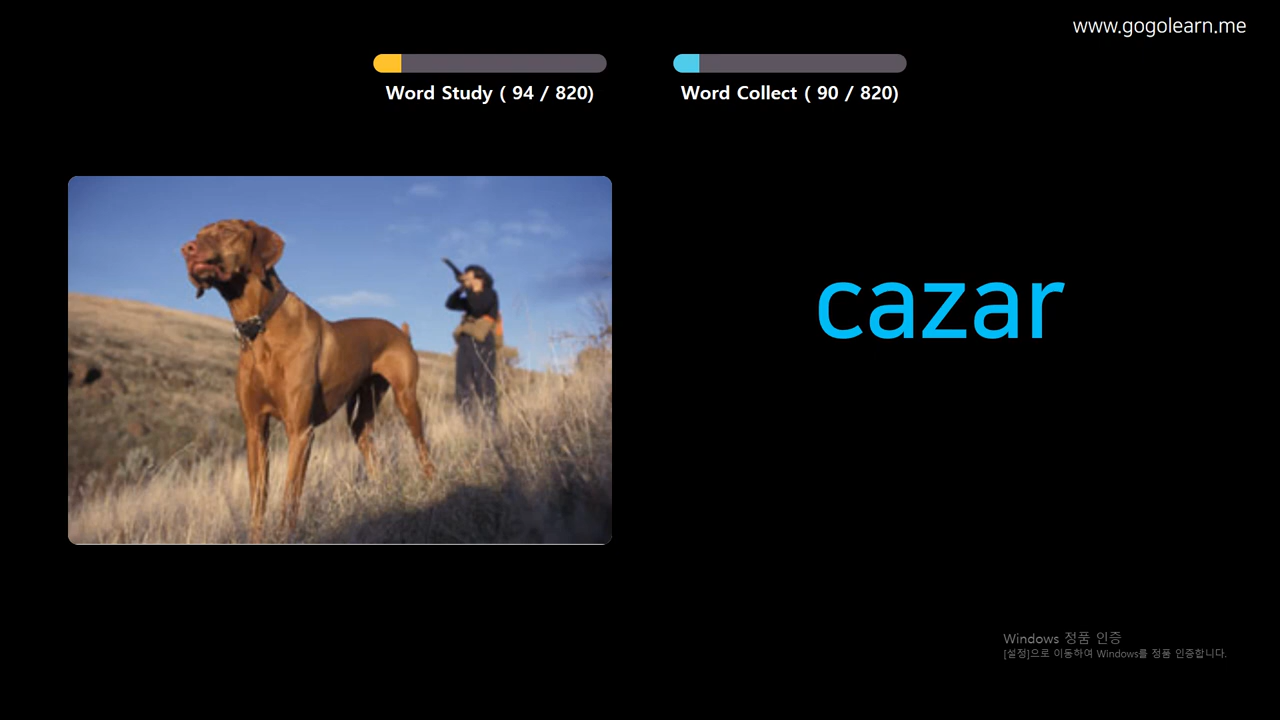 www.gogolearn.me
Word Study ( 94 / 820)
Word Collect ( 90 / 820)
cazar
Windows 정품 인증
[설정]으로 이동하여 Windows를 정품 인증합니다.